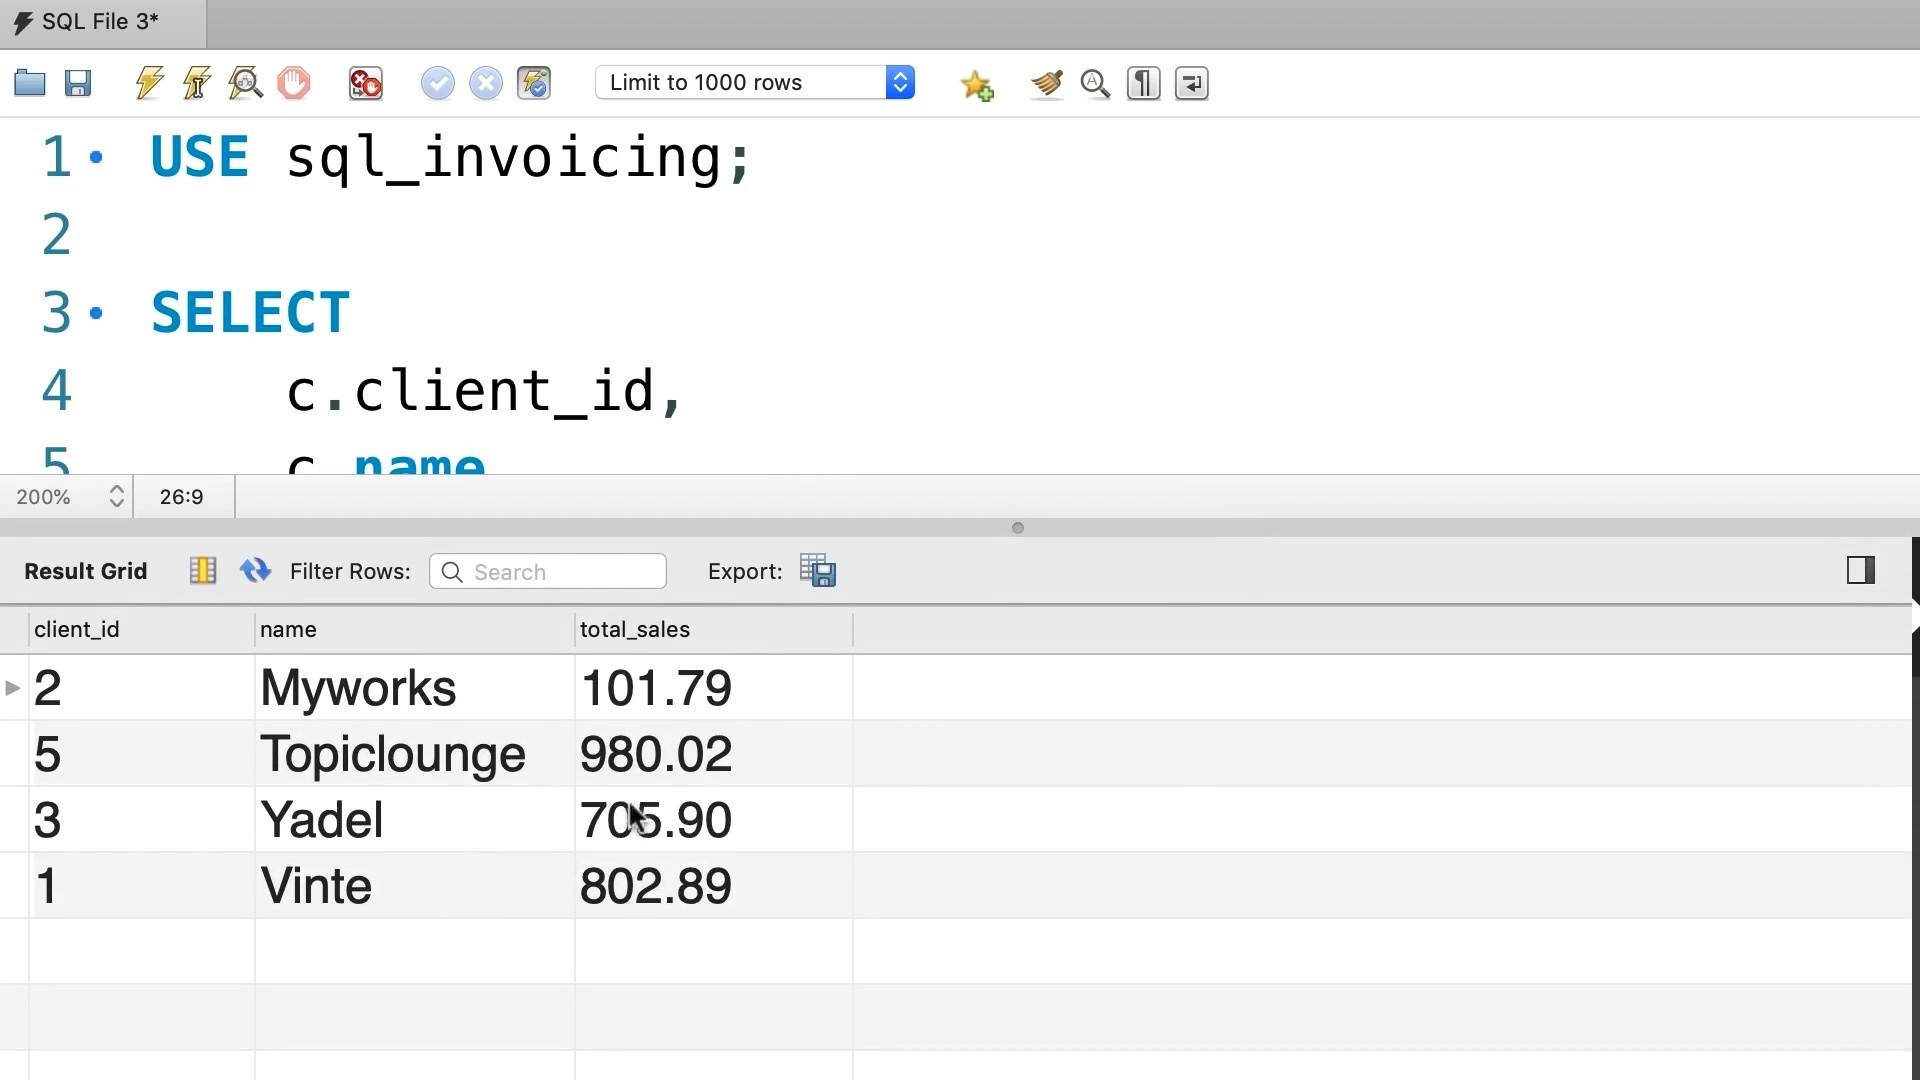 SQL File 3*
Limit to 1000 rows
1 USE sql_invoicing;
2
3 SELECT
4 c.client_id,
5 c name
200% 26:9
Result Grid Filter Rows: Search Export:
client_id name total_sales
2 Myworks 101.79
5 Topiclounge 980.02
3 Yadel 705.90
1 Vinte 802.89